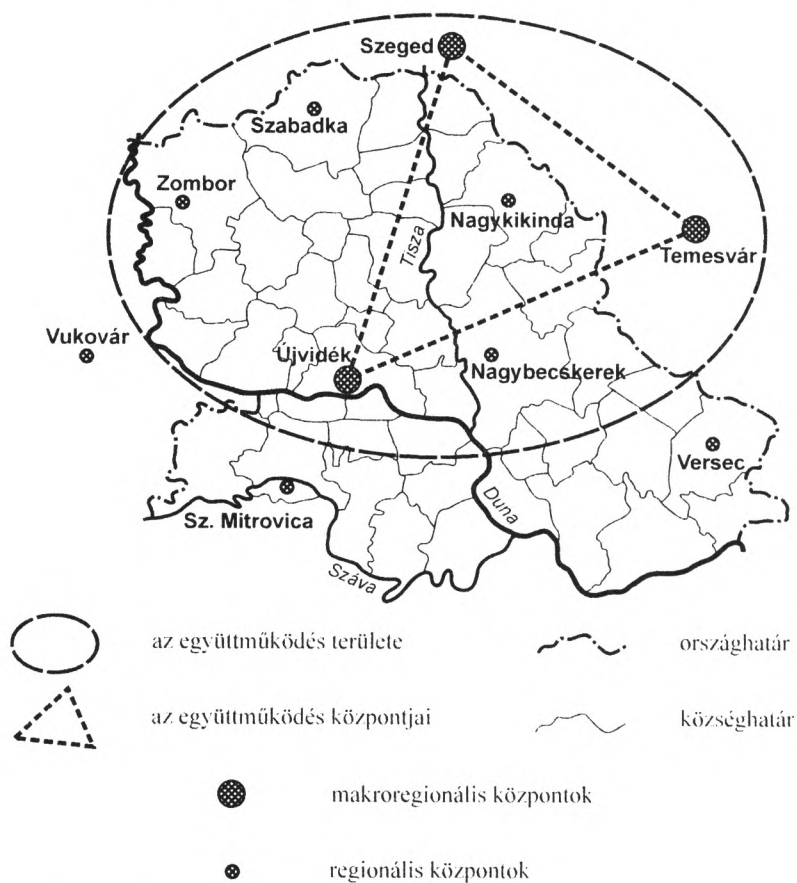 Szeged
Szabadka
Zombor
Nagykikinda
Tisza
Temesvár
Vukovár
Újvidék
Nagybecskerek
Versec
Sz. Mitrovica
Duna
Száva
az együttműködés területe
országhatár
az együttműködés központjai
községhatár
makroregionális központok
regionális központok